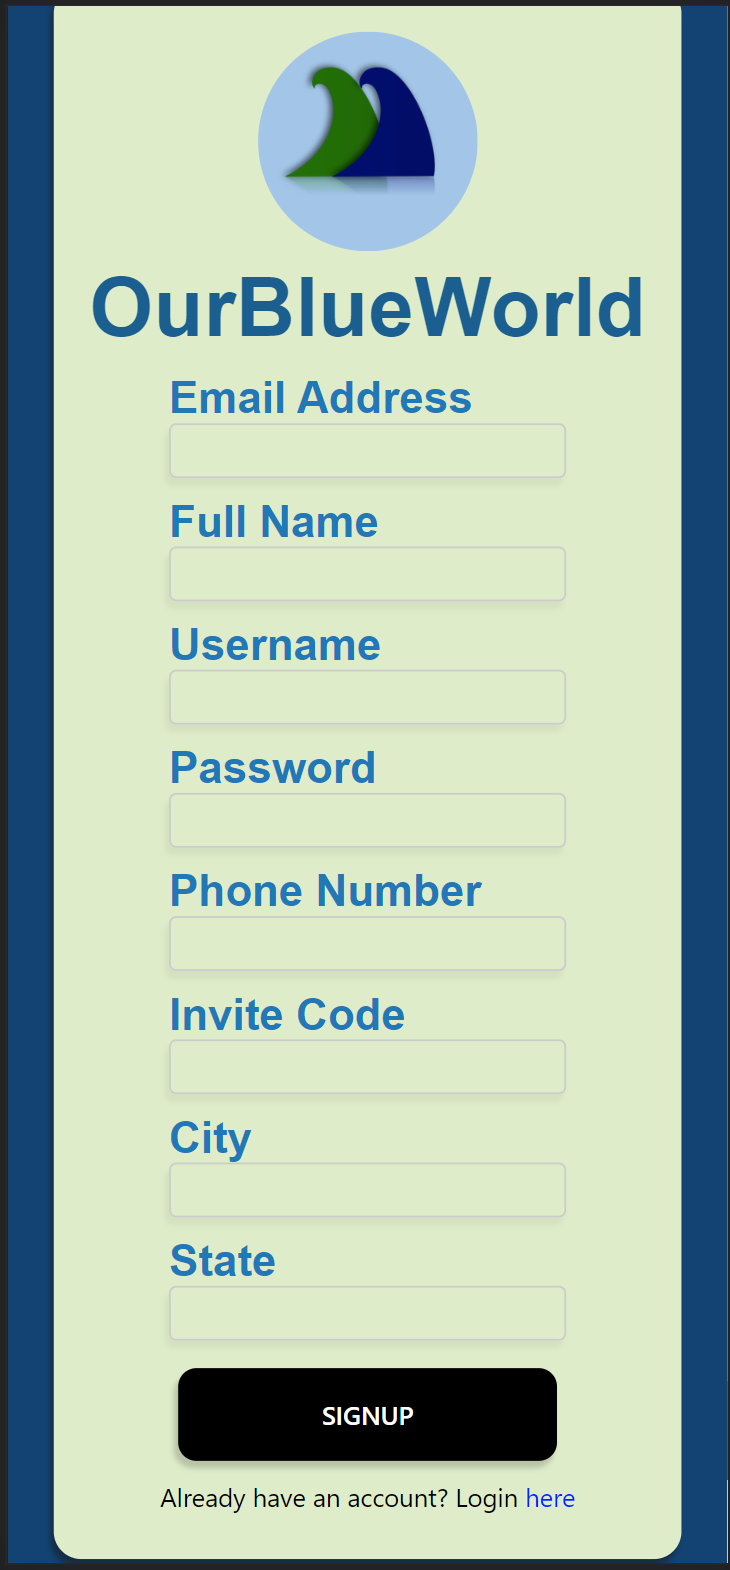 OurBlueWorld
Email Address
Full Name
Username
Password
Phone Number
Invite Code
City
State
SIGNUP
Already have an account? Login here